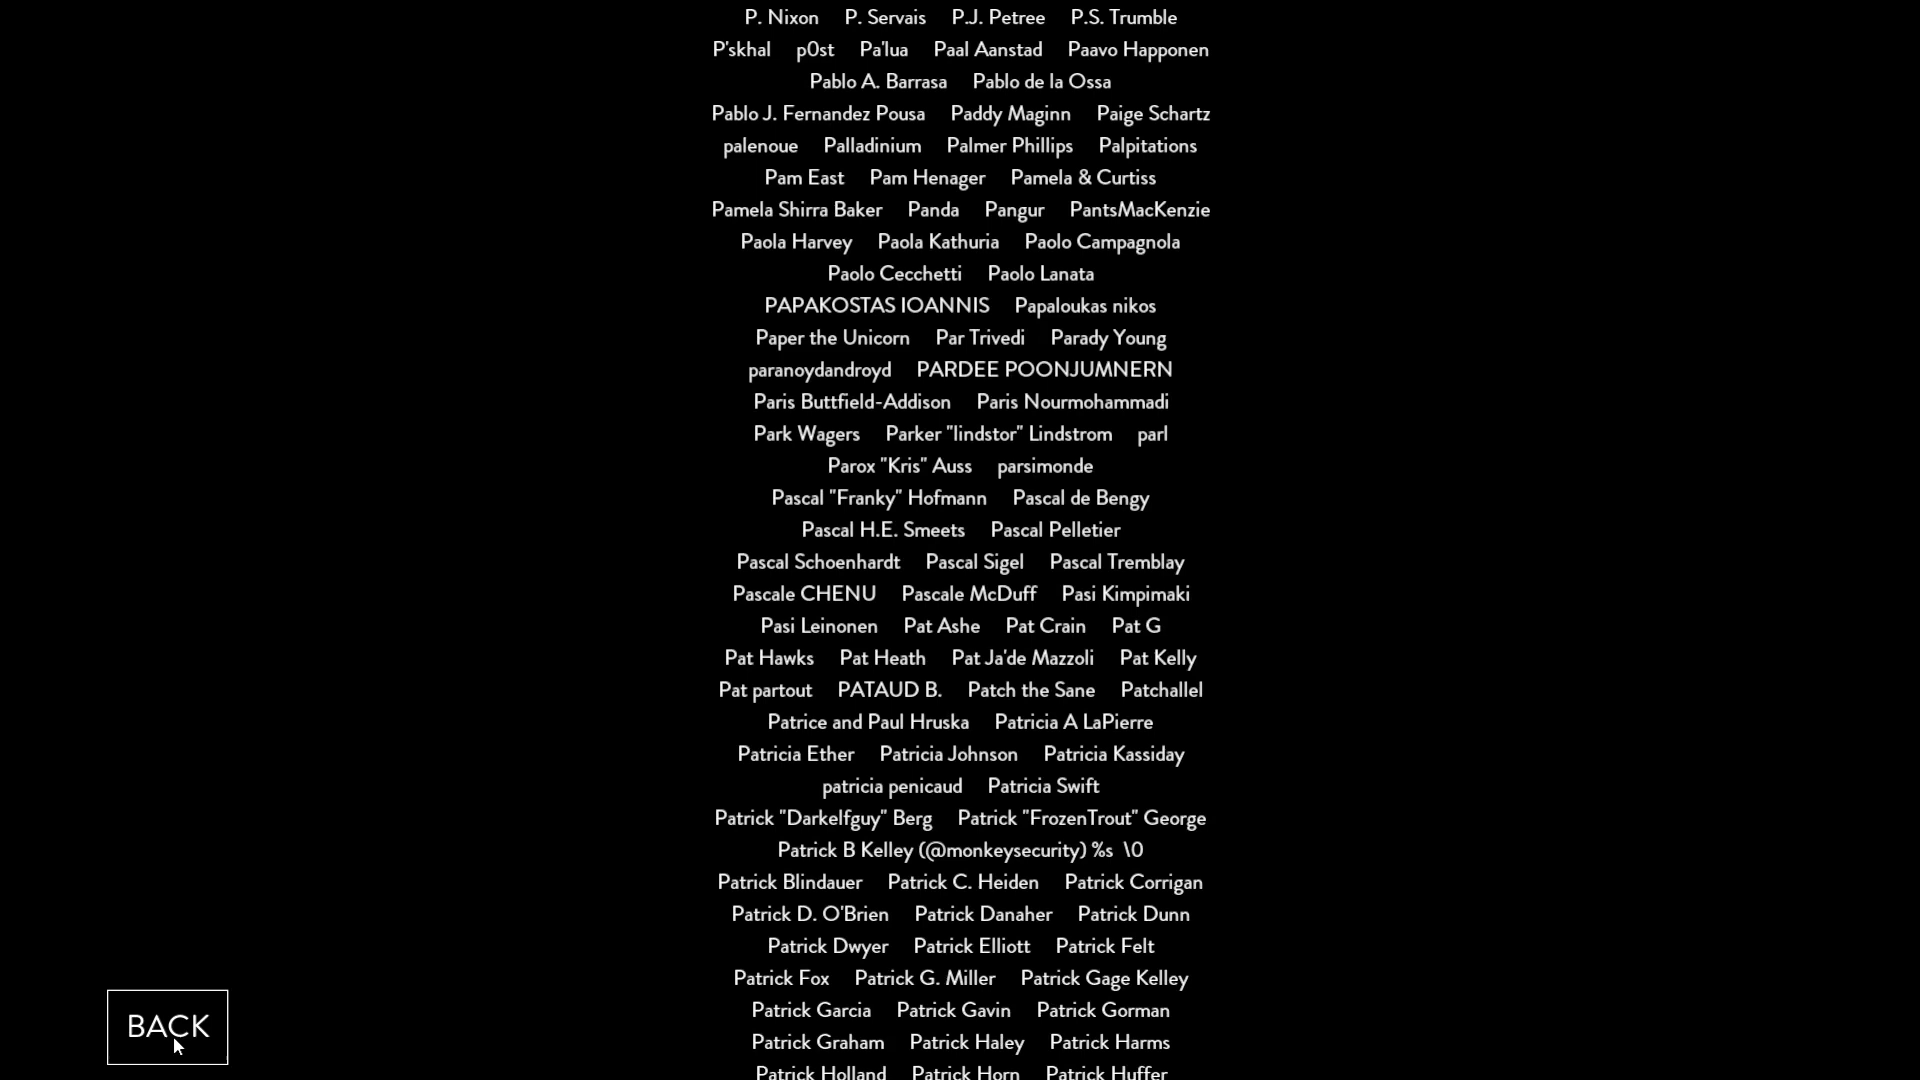 P. Nixon P. Servais P.J. Petree P.S. Trumble
P'skhal p0st Pa'lua Paal Aanstad Paavo Happonen
Pablo A. Barrasa Pablo de la Ossa
Pablo J. Fernandez Pousa Paddy Maginn Paige Schartz
palenoue Palladinium Palmer Phillips Palpitations
Pam East Pam Henager Pamela & Curtiss
Pamela Shirra Baker Panda Pangur PantsMacKenzie
Paola Harvey Paola Kathuria Paolo Campagnola
Paolo Cecchetti Paolo Lanata
PAPAKOSTAS IOANNIS Papaloukas nikos
Paper the Unicorn Par Trivedi Parady Young
paranoydandroyd PARDEE POONJUMNERN
Paris Buttfield-Addison Paris Nourmohammadi
Park Wagers Parker "lindstor" Lindstrom parl
Parox "Kris" Auss parsimonde
Pascal "Franky" Hofmann Pascal de Bengy
Pascal H.E. Smeets Pascal Pelletier
Pascal Schoenhardt Pascal Sigel Pascal Tremblay
Pascale CHENU Pascale McDuff Pasi Kimpimaki
Pasi Leinonen Pat Ashe Pat Crain Pat G
Pat Hawks Pat Heath Pat Ja'de Mazzoli Pat Kelly
Pat partout PATAUD B. Patch the Sane Patchallel
Patrice and Paul Hruska Patricia A LaPierre
Patricia Ether Patricia Johnson Patricia Kassiday
patricia penicaud Patricia Swift
Patrick "Darkelfguy" Berg Patrick "FrozenTrout" George
Patrick B Kelley (@monkeysecurity) %s \0
Patrick Blindauer Patrick C. Heiden Patrick Corrigan
Patrick D. O'Brien Patrick Danaher Patrick Dunn
Patrick Dwyer Patrick Elliott Patrick Felt
Patrick Fox Patrick G. Miller Patrick Gage Kelley
Patrick Garcia Patrick Gavin Patrick Gorman
Patrick Graham Patrick Haley Patrick Harms
Patrick Holland Patrick Horn Patrick Huffer
BACK